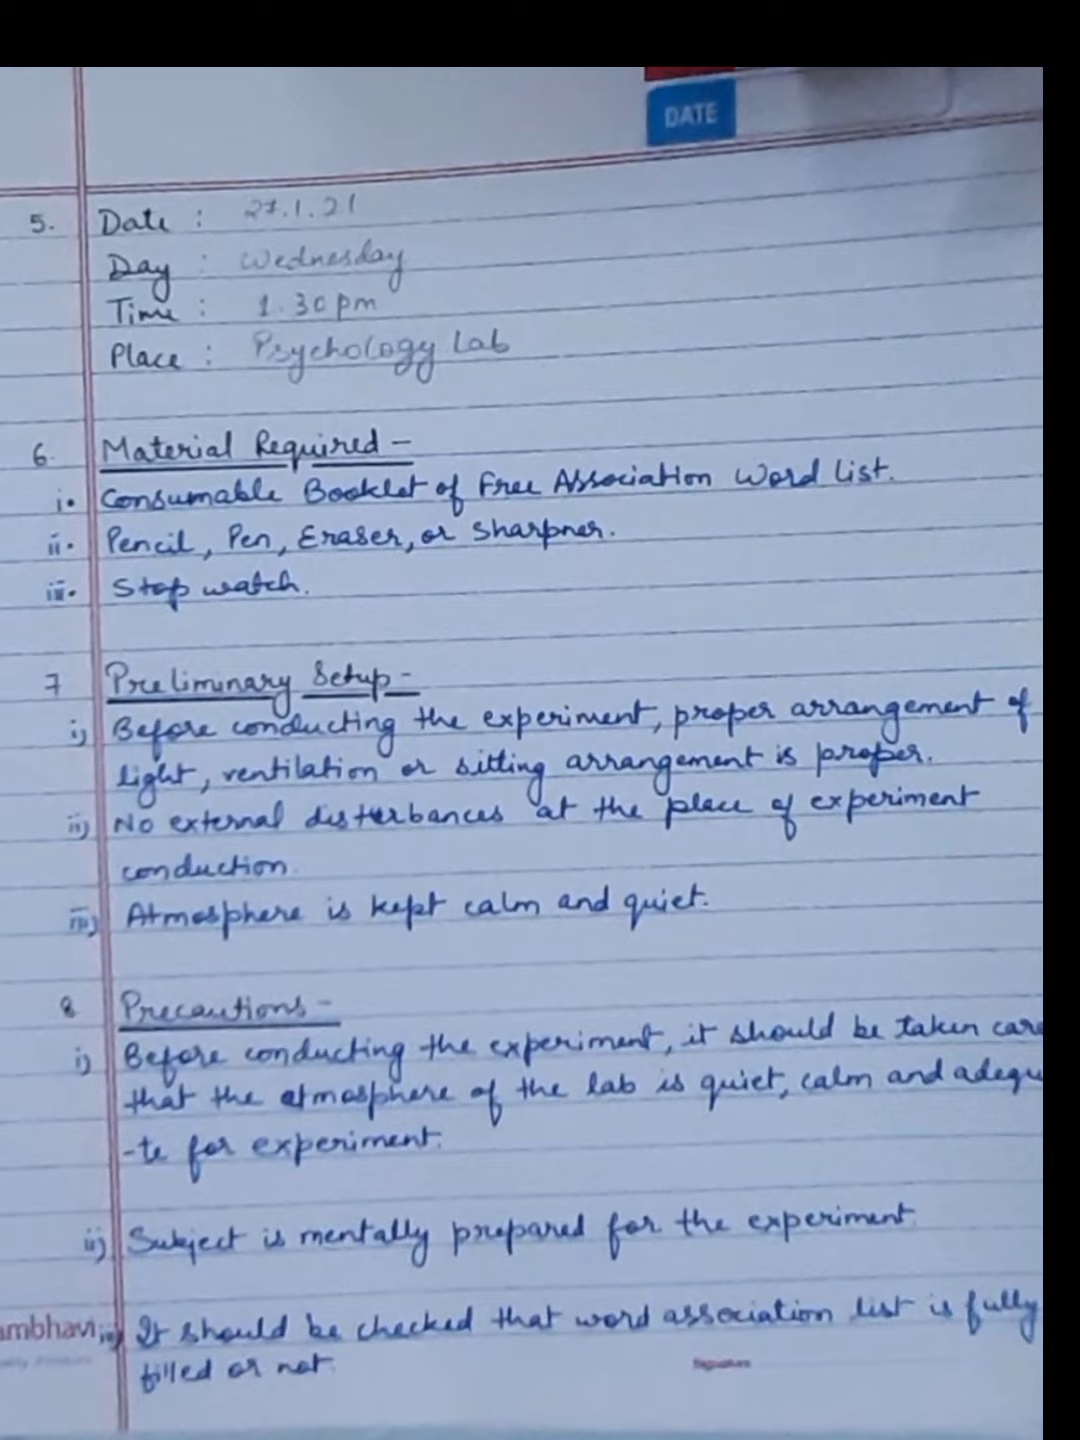 DATE
5. Date : 27.1.21
Day : Wednesday
Time : 1.30pm
Place : Psychology Lab
6. Material Required -
i. Consumable Booklet of Free Association Word List.
ii. Pencil, Pen, Eraser, or Sharpner.
iii. Stop watch.
7 Preliminary Setup -
i) Before conducting the experiment, proper arrangement of
light, ventilation or sitting arrangement is proper.
ii) No external disturbances at the place of experiment
conduction.
iii) Atmosphere is kept calm and quiet.
8 Precautions -
i) Before conducting the experiment, it should be taken care
that the atmosphere of the lab is quiet, calm and adequ
-te for experiment.
ii) Subject is mentally prepared for the experiment.
ambhavi iii) It should be checked that word association list is fully
filled or not.
Signature